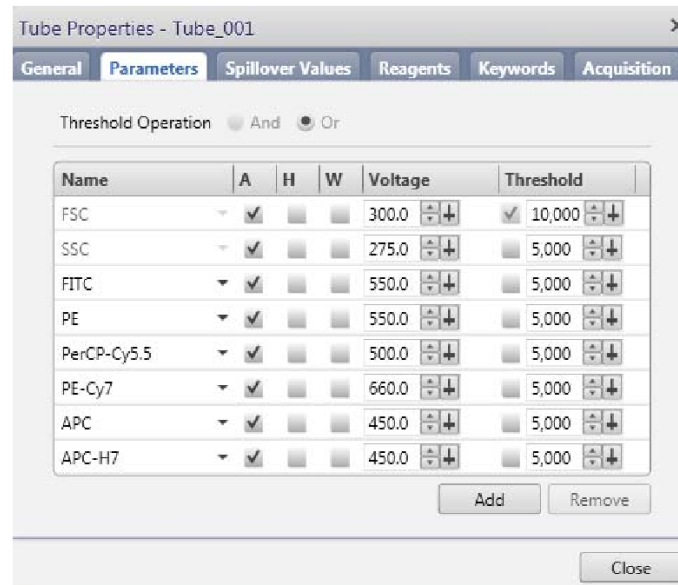 Tube Properties - Tube_001
General Parameters Spillover Values Reagents Keywords Acquisition
Threshold Operation And Or
Name A H W Voltage Threshold
FSC 300.0 10,000
SSC 275.0 5,000
FITC 550.0 5,000
PE 550.0 5,000
PerCP-Cy5.5 500.0 5,000
PE-Cy7 660.0 5,000
APC 450.0 5,000
APC-H7 450.0 5,000
Add Remove
Close